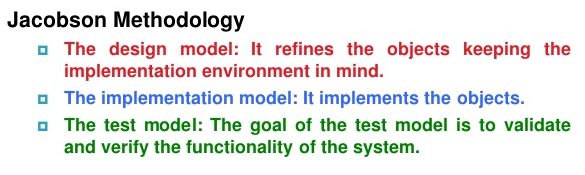 Jacobson Methodology
The design model: It refines the objects keeping the
implementation environment in mind.
The implementation model: It implements the objects.
The test model: The goal of the test model is to validate
and verify the functionality of the system.